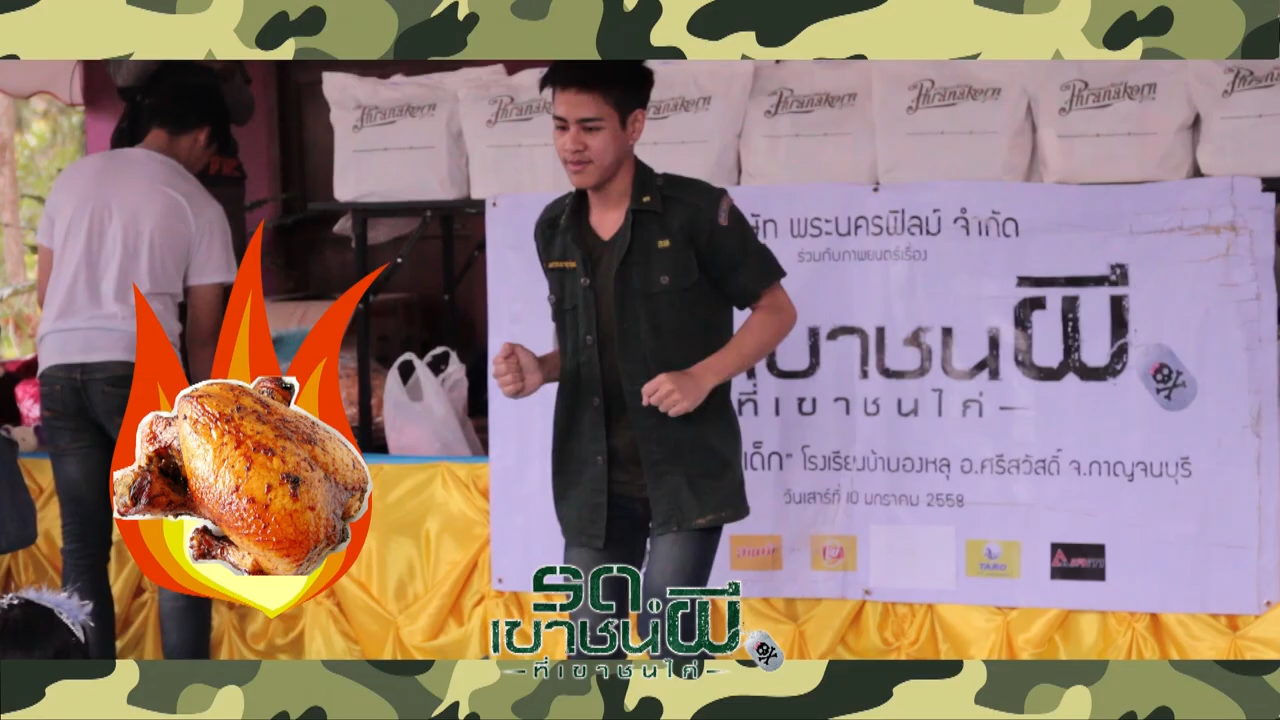 Phranakorn
Phranakorn
Phranakorn
Phranakorn
Phranakorn
พระนครฟิลม์ จำกัด
ร่วมกับภาพยนตร์เรื่อง
เขาชนผี
ที่เขาชนไก่
เด็ก" โรงเรียนบ้านองหลุ อ.ศรีสวัสดิ์ จ.กาญจนบุรี
วันเสาร์ที่ 10 มกราคม 2558
TARO
รด
เขาชนผี
ที่เขาชนไก่